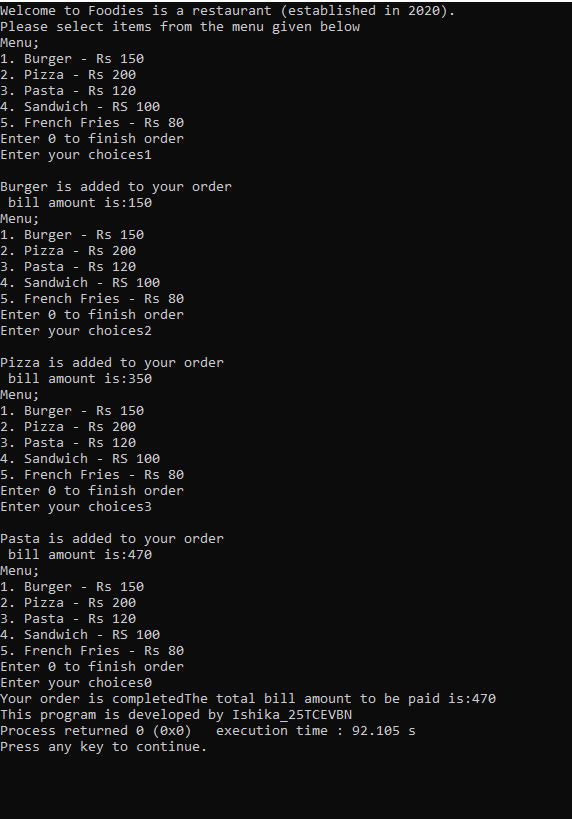 Welcome to Foodies is a restaurant (established in 2020).
Please select items from the menu given below
Menu;
1. Burger - Rs 150
2. Pizza - Rs 200
3. Pasta - Rs 120
4. Sandwich - RS 100
5. French Fries - Rs 80
Enter 0 to finish order
Enter your choices1
Burger is added to your order
bill amount is:150
Menu;
1. Burger - Rs 150
2. Pizza - Rs 200
3. Pasta - Rs 120
4. Sandwich - RS 100
5. French Fries - Rs 80
Enter 0 to finish order
Enter your choices2
Pizza is added to your order
bill amount is:350
Menu;
1. Burger - Rs 150
2. Pizza - Rs 200
3. Pasta - Rs 120
4. Sandwich - RS 100
5. French Fries - Rs 80
Enter 0 to finish order
Enter your choices3
Pasta is added to your order
bill amount is:470
Menu;
1. Burger - Rs 150
2. Pizza - Rs 200
3. Pasta - Rs 120
4. Sandwich - RS 100
5. French Fries - Rs 80
Enter 0 to finish order
Enter your choices0
Your order is completedThe total bill amount to be paid is:470
This program is developed by Ishika_25TCEVBN
Process returned 0 (0x0)   execution time : 92.105 s
Press any key to continue.